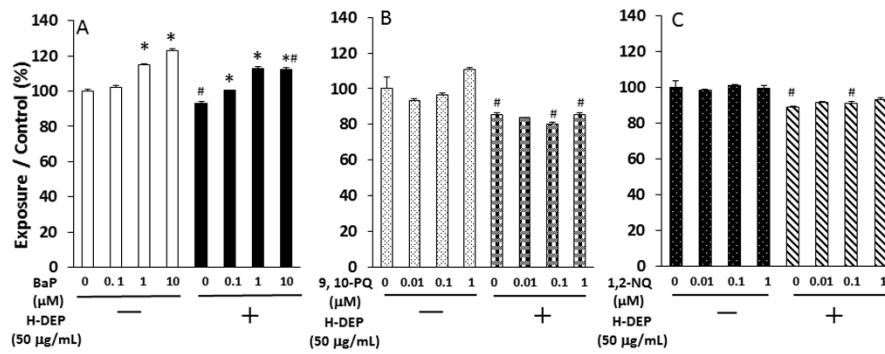 140
120
100
80
60
40
20
0
Exposure / Control (%)
A
*
*
#
*
*
*#
BaP 0 0.1 1 10 0 0.1 1 10
(μM)
H-DEP — +
(50 μg/mL)
140
120
100
80
60
40
20
0
B
#
#
#
9, 10-PQ 0 0.01 0.1 1 0 0.01 0.1 1
(μM)
H-DEP — +
(50 μg/mL)
140
120
100
80
60
40
20
0
C
#
#
1,2-NQ 0 0.01 0.1 1 0 0.01 0.1 1
(μM)
H-DEP — +
(50 μg/mL)